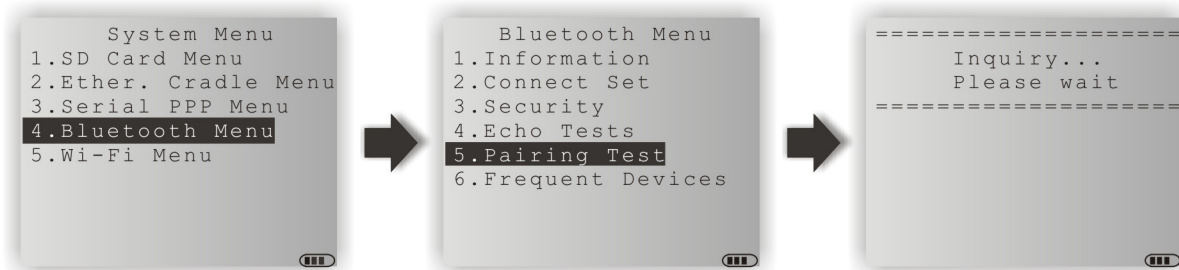 System Menu
1.SD Card Menu
2.Ether. Cradle Menu
3.Serial PPP Menu
4.Bluetooth Menu
5.Wi-Fi Menu
Bluetooth Menu
1.Information
2.Connect Set
3.Security
4.Echo Tests
5.Pairing Test
6.Frequent Devices
====================
Inquiry...
Please wait
====================